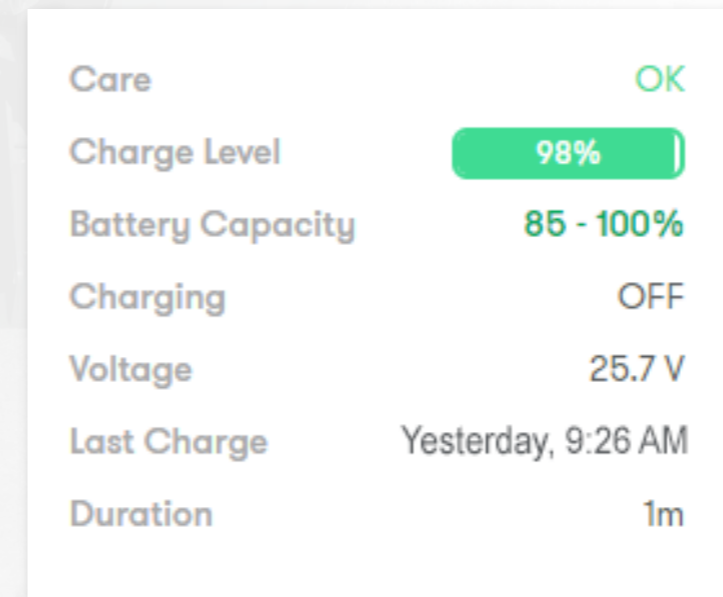 Care OK
Charge Level 98%
Battery Capacity 85 - 100%
Charging OFF
Voltage 25.7 V
Last Charge Yesterday, 9:26 AM
Duration 1m